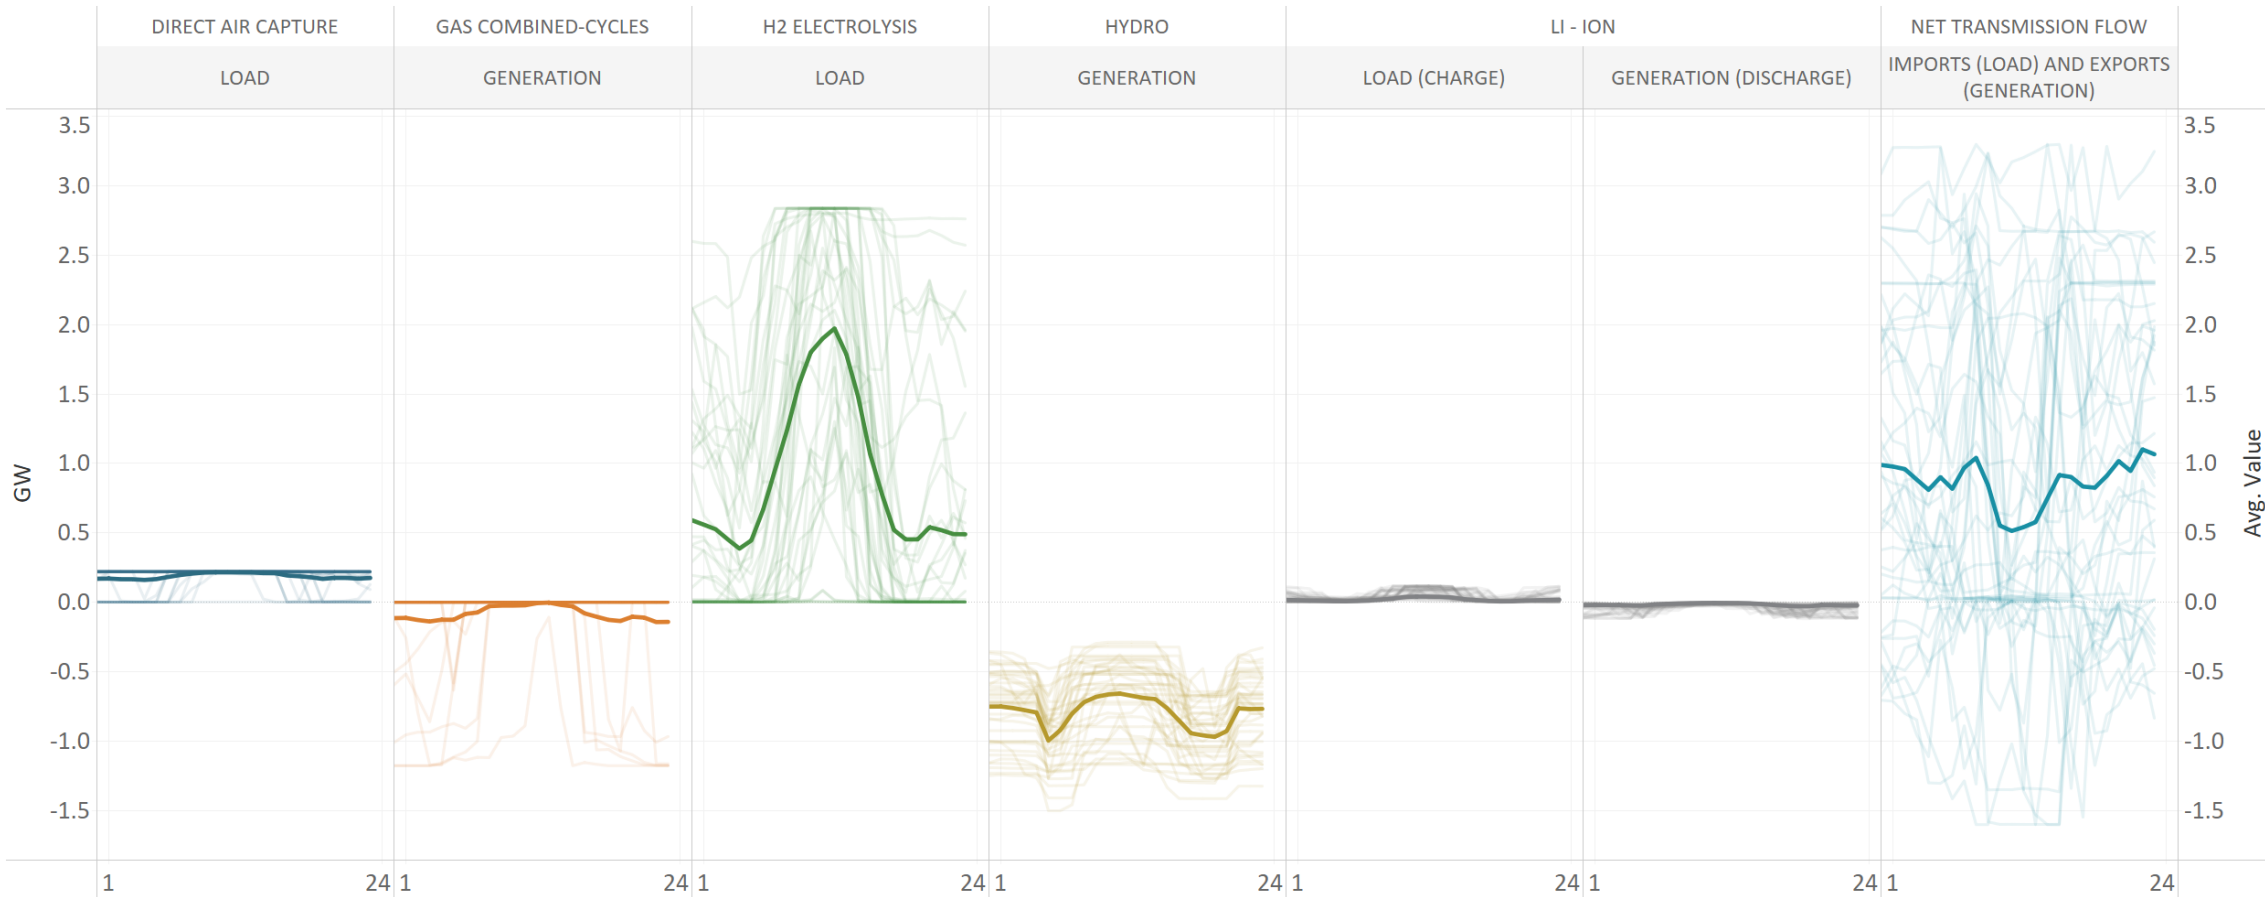 DIRECT AIR CAPTURE GAS COMBINED-CYCLES H2 ELECTROLYSIS HYDRO LI - ION NET TRANSMISSION FLOW
LOAD GENERATION LOAD GENERATION LOAD (CHARGE) GENERATION (DISCHARGE) IMPORTS (LOAD) AND EXPORTS
(GENERATION)
3.5 3.5
3.0 3.0
2.5 2.5
2.0 2.0
1.5 1.5
1.0 1.0
GW Avg. Value
0.5 0.5
0.0 0.0
-0.5 -0.5
-1.0 -1.0
-1.5 -1.5
1 24 1 24 1 24 1 24 1 24 1 24 1 24